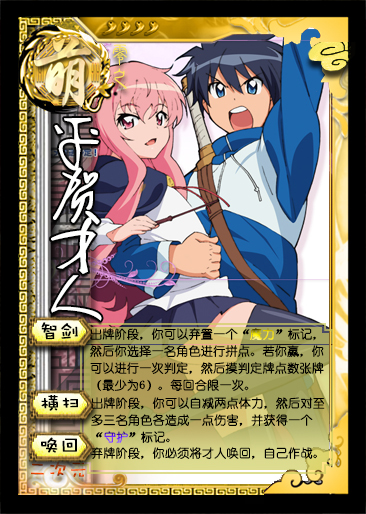 萌
平贺才人
智剑
出牌阶段，你可以弃置一个“魔力”标记，
然后你选择一名角色进行拼点。若你赢，你
可以进行一次判定，然后摸判定牌点数张牌
（最少为6）。每回合限一次。
横扫
出牌阶段，你可以自减两点体力，然后对至
多三名角色各造成一点伤害，并获得一个
“守护”标记。
唤回
弃牌阶段，你必须将才人唤回，自己作战。
二次元